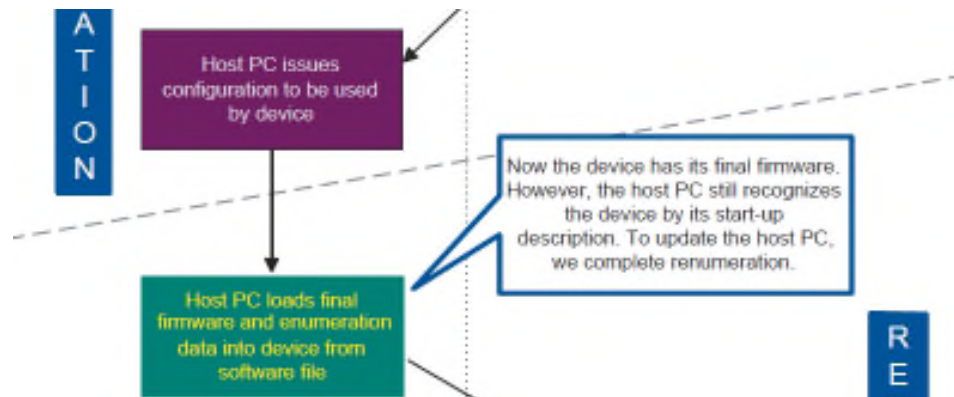 A
T
I
O
N
Host PC issues
configuration to be used
by device
Now the device has its final firmware.
However, the host PC still recognizes
the device by its start-up
description. To update the host PC,
we complete renumeration.
Host PC loads final
firmware and enumeration
data into device from
software file
R
E